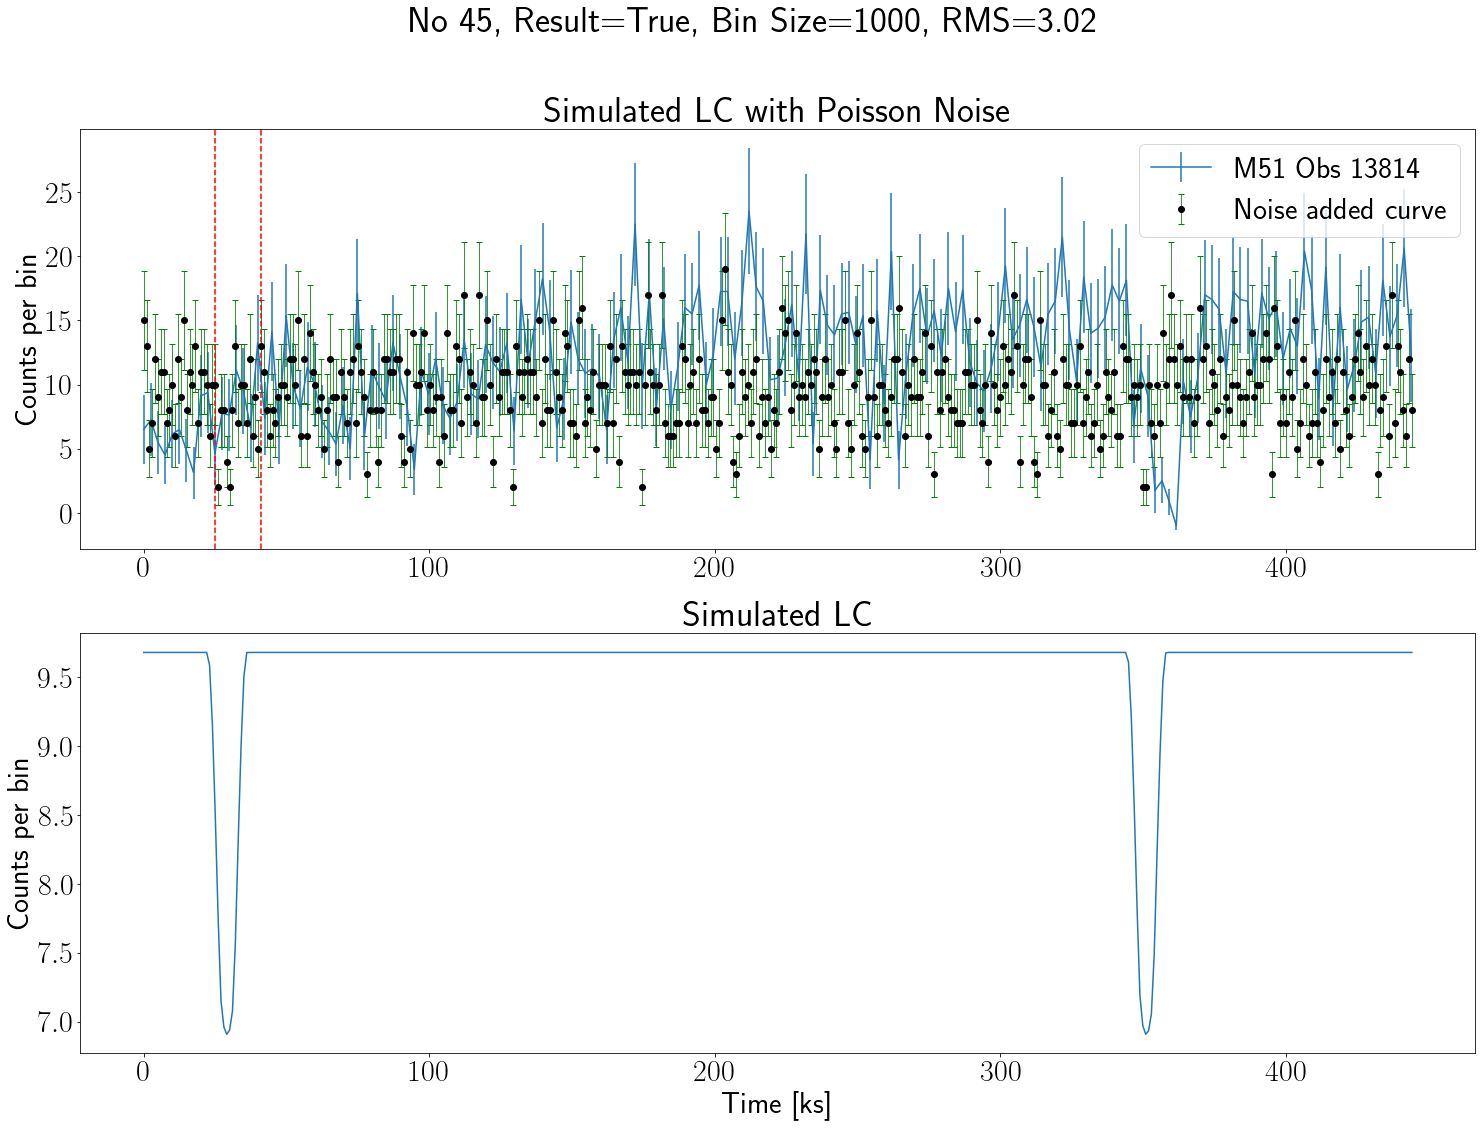 No 45, Result=True, Bin Size=1000, RMS=3.02
Simulated LC with Poisson Noise
Counts per bin
25
20
15
10
5
0
M51 Obs 13814
Noise added curve
0 100 200 300 400
Simulated LC
Counts per bin
9.5
9.0
8.5
8.0
7.5
7.0
0 100 200 300 400
Time [ks]